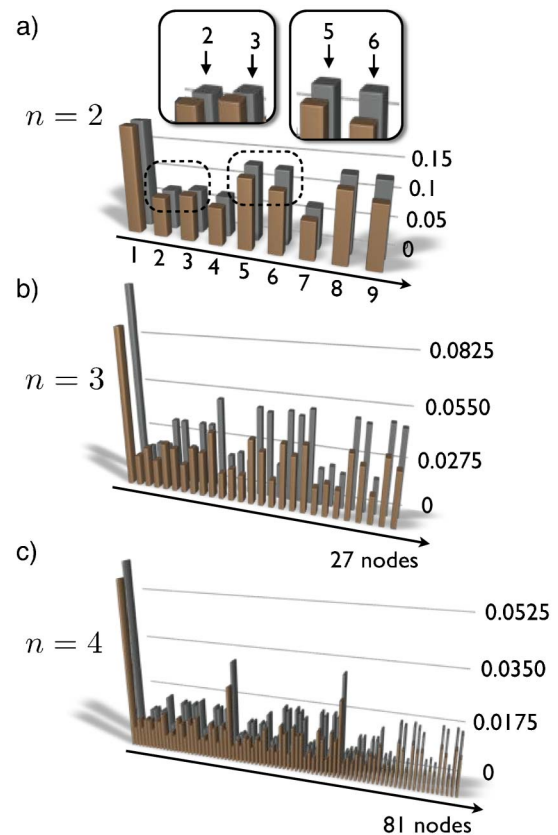 a)
2 3
5 6
n = 2
0.15
0.1
0.05
0
1 2 3 4 5 6 7 8 9
b)
n = 3
0.0825
0.0550
0.0275
0
27 nodes
c)
n = 4
0.0525
0.0350
0.0175
0
81 nodes